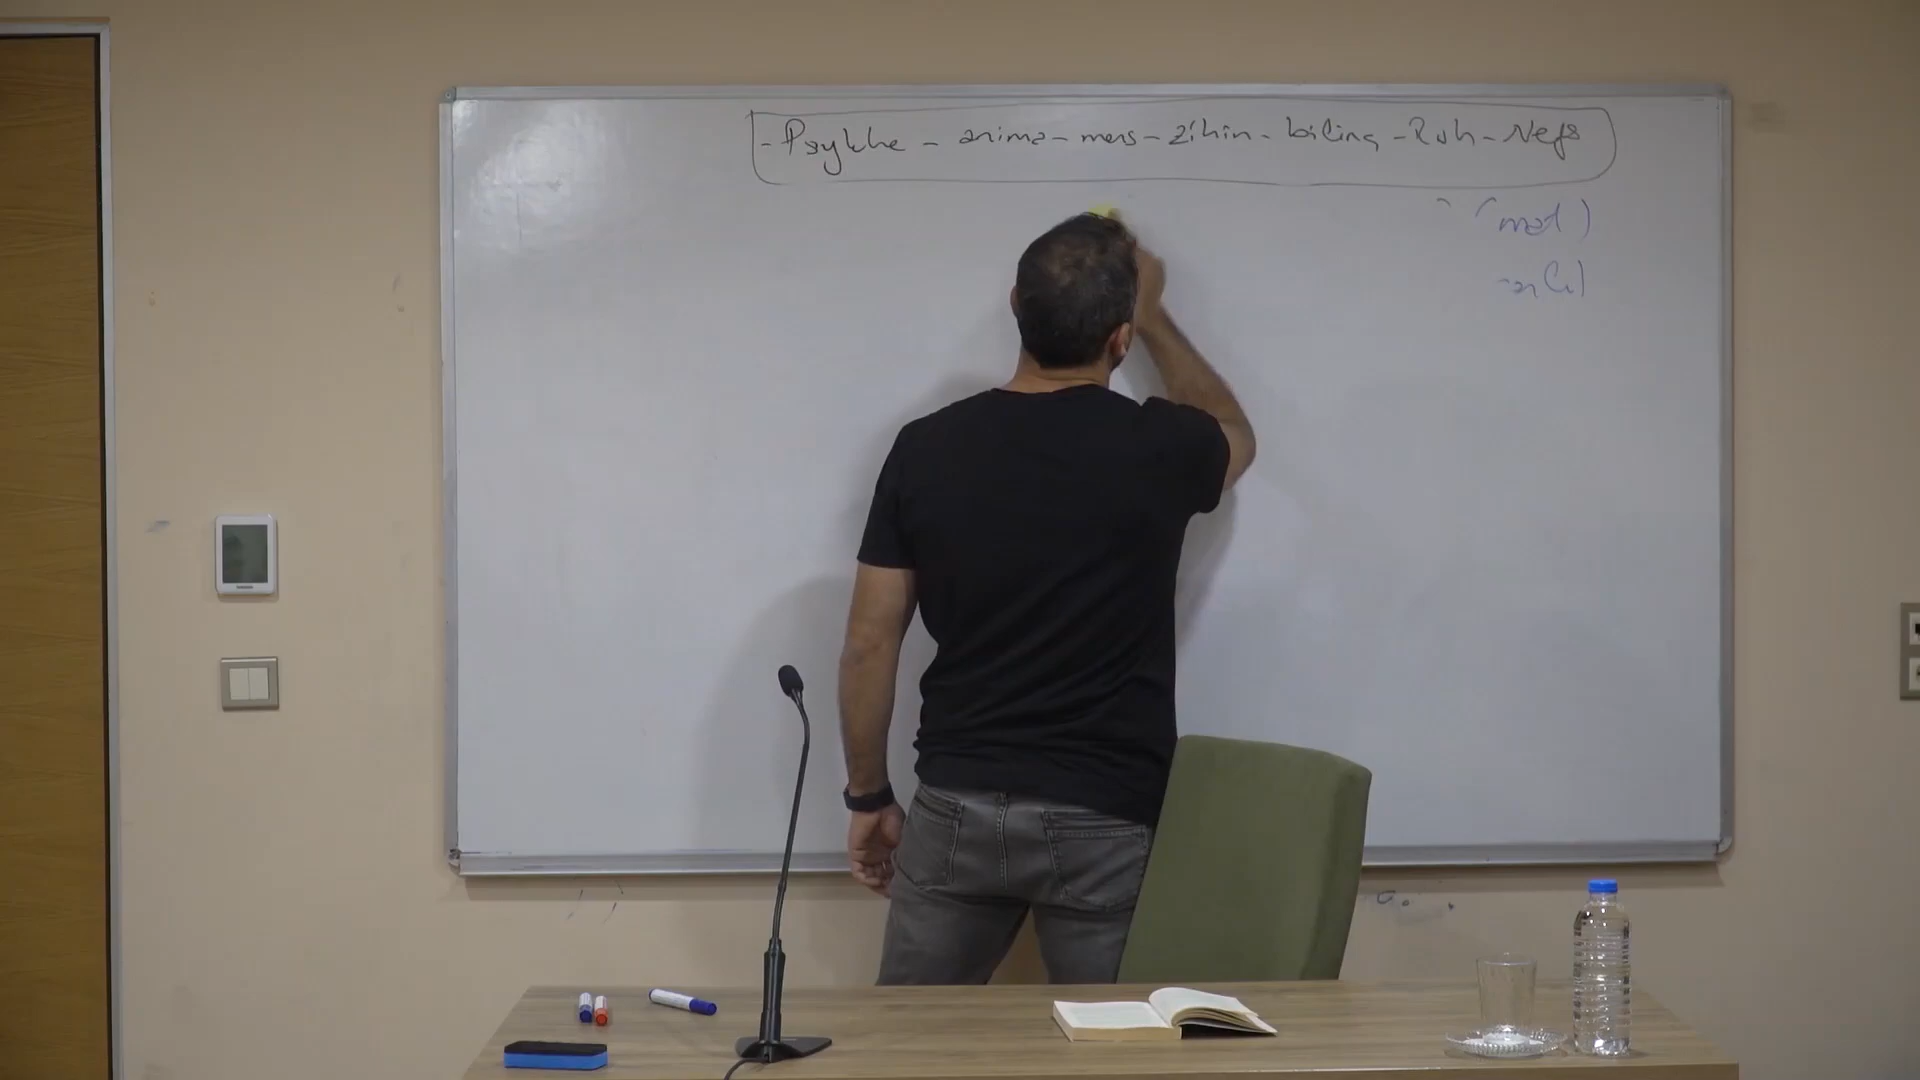 - Psykhe - anima - mens - zihin - bilinç - Ruh - Nefs